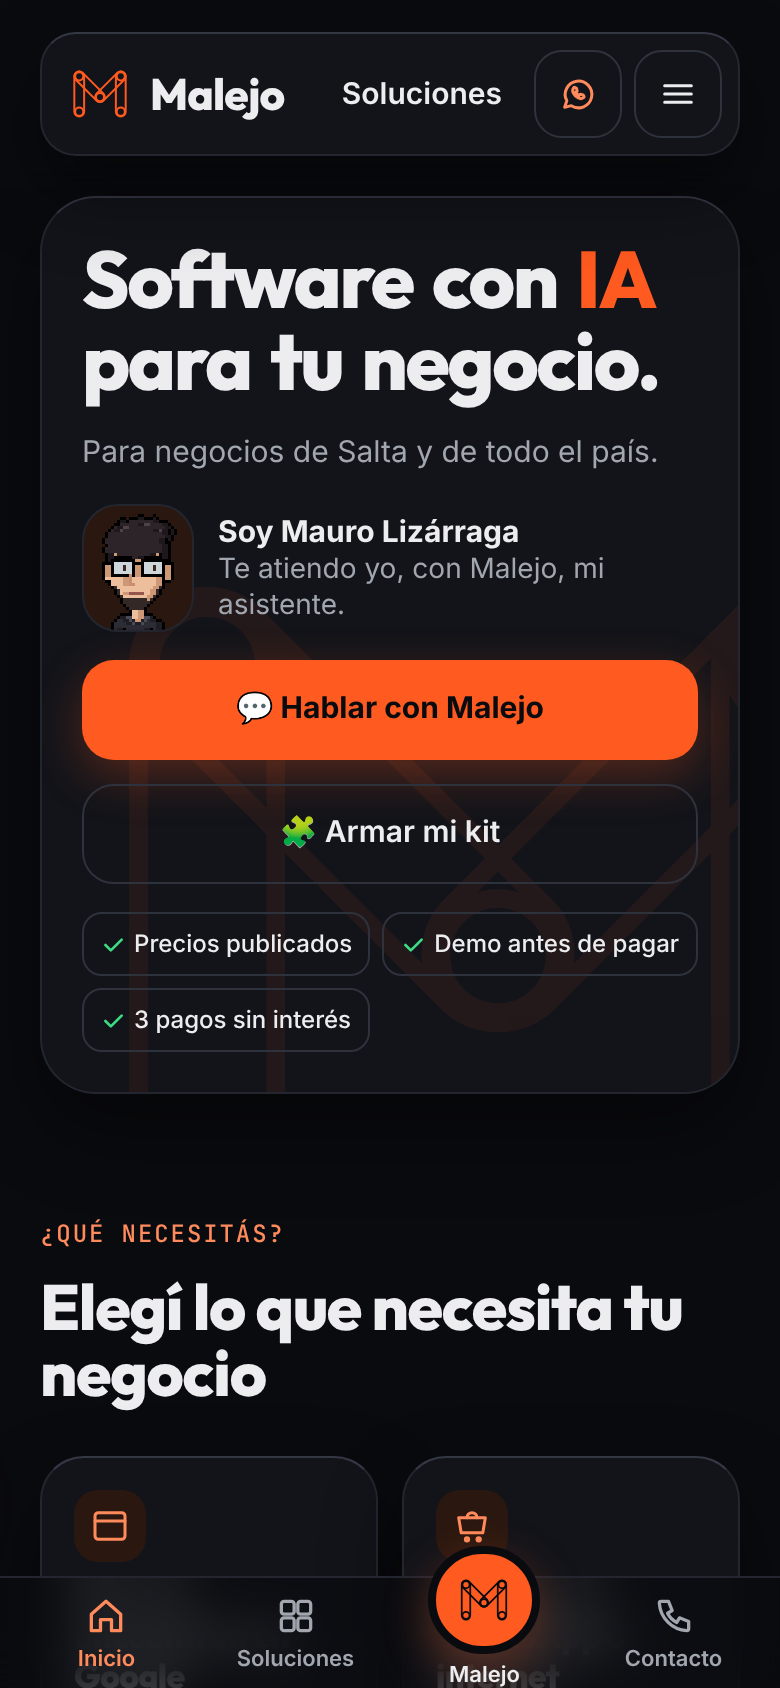 Malejo
Soluciones
Software con IA
para tu negocio.
Para negocios de Salta y de todo el país.
Soy Mauro Lizárraga
Te atiendo yo, con Malejo, mi
asistente.
💬 Hablar con Malejo
🧩 Armar mi kit
✓ Precios publicados
✓ Demo antes de pagar
✓ 3 pagos sin interés
¿QUÉ NECESITÁS?
Elegí lo que necesita tu
negocio
Inicio
Soluciones
Malejo
Contacto
Google
internet